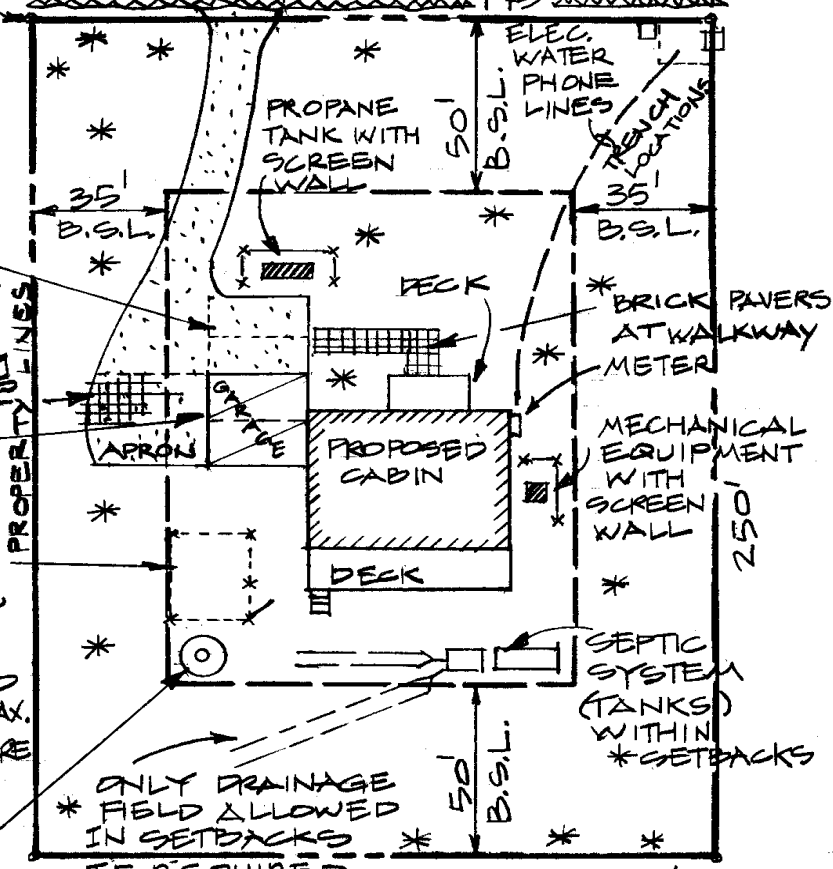 ELEC.
WATER
PHONE
LINES
TRENCH
LOCATIONS
PROPANE
TANK WITH
SCREEN
WALL
50'
B.S.L.
35'
B.S.L.
35'
B.S.L.
DECK
BRICK PAVERS
AT WALKWAY
METER
PROPERTY LINES
GARAGE
APRON
PROPOSED
CABIN
MECHANICAL
EQUIPMENT
WITH
SCREEN
WALL
250'
DECK
SEPTIC
SYSTEM
(TANKS)
WITHIN
SETBACKS
50'
B.S.L.
ONLY DRAINAGE
FIELD ALLOWED
IN SETBACKS